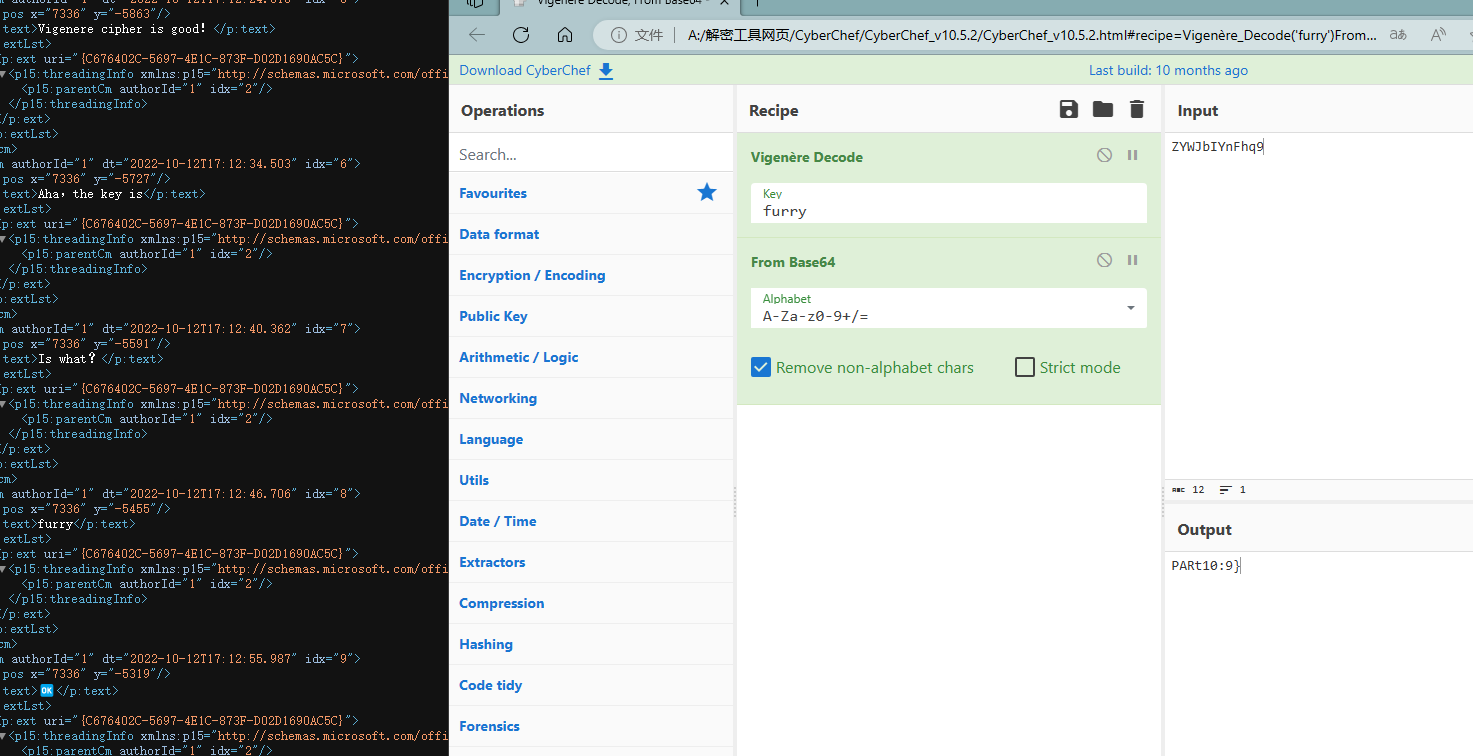 pos x="7336" y="-5863"/>
text>Vigenere cipher is good! </p:text>
extLst>
p:ext uri="{C676402C-5697-4E1C-873F-D02D1690AC5C}">
▼<p15:threadingInfo xmlns:p15="http://schemas.microsoft.com/offi
<p15:parentCm authorId="1" idx="2"/>
</p15:threadingInfo>
/p:ext>
p:extLst>
cm>
m authorId="1" dt="2022-10-12T17:12:34.503" idx="6">
pos x="7336" y="-5727"/>
text>Aha，the key is</p:text>
extLst>
p:ext uri="{C676402C-5697-4E1C-873F-D02D1690AC5C}">
▼<p15:threadingInfo xmlns:p15="http://schemas.microsoft.com/offi
<p15:parentCm authorId="1" idx="2"/>
</p15:threadingInfo>
/p:ext>
p:extLst>
cm>
m authorId="1" dt="2022-10-12T17:12:40.362" idx="7">
pos x="7336" y="-5591"/>
text>Is what？</p:text>
extLst>
p:ext uri="{C676402C-5697-4E1C-873F-D02D1690AC5C}">
▼<p15:threadingInfo xmlns:p15="http://schemas.microsoft.com/offi
<p15:parentCm authorId="1" idx="2"/>
</p15:threadingInfo>
/p:ext>
p:extLst>
cm>
m authorId="1" dt="2022-10-12T17:12:46.706" idx="8">
pos x="7336" y="-5455"/>
text>furry</p:text>
extLst>
p:ext uri="{C676402C-5697-4E1C-873F-D02D1690AC5C}">
▼<p15:threadingInfo xmlns:p15="http://schemas.microsoft.com/offi
<p15:parentCm authorId="1" idx="2"/>
</p15:threadingInfo>
/p:ext>
p:extLst>
cm>
m authorId="1" dt="2022-10-12T17:12:55.987" idx="9">
pos x="7336" y="-5319"/>
text>🆗</p:text>
extLst>
p:ext uri="{C676402C-5697-4E1C-873F-D02D1690AC5C}">
▼<p15:threadingInfo xmlns:p15="http://schemas.microsoft.com/offi
<p15:parentCm authorId="1" idx="2"/>
Vigenère Decode, From Base64 -
文件 A:/解密工具网页/CyberChef/CyberChef_v10.5.2/CyberChef_v10.5.2.html#recipe=Vigenère_Decode('furry')From... aあ A
Download CyberChef
Last build: 10 months ago
Operations
Search...
Favourites
Data format
Encryption / Encoding
Public Key
Arithmetic / Logic
Networking
Language
Utils
Date / Time
Extractors
Compression
Hashing
Code tidy
Forensics
Recipe
Vigenère Decode
Key
furry
From Base64
Alphabet
A-Za-z0-9+/=
Remove non-alphabet chars
Strict mode
Input
ZYWJbIYnFhq9
ABC 12 1
Output
PARt10:9}